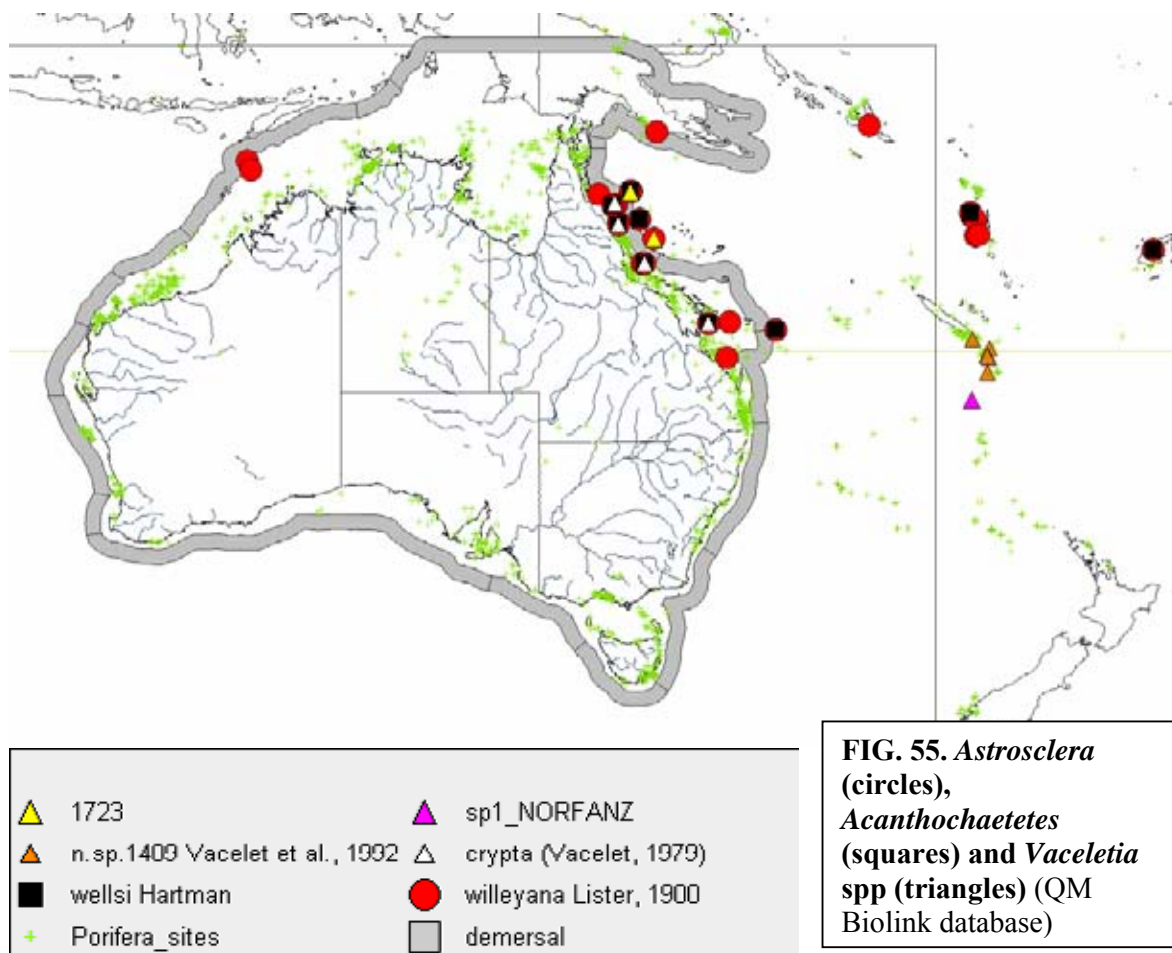 1723
sp1_NORFANZ
n.sp.1409 Vacelet et al., 1992
crypta (Vacelet, 1979)
wellsi Hartman
willeyana Lister, 1900
Porifera_sites
demersal
FIG. 55. Astrosclera
(circles),
Acanthochaetetes
(squares) and Vaceletia
spp (triangles) (QM
Biolink database)